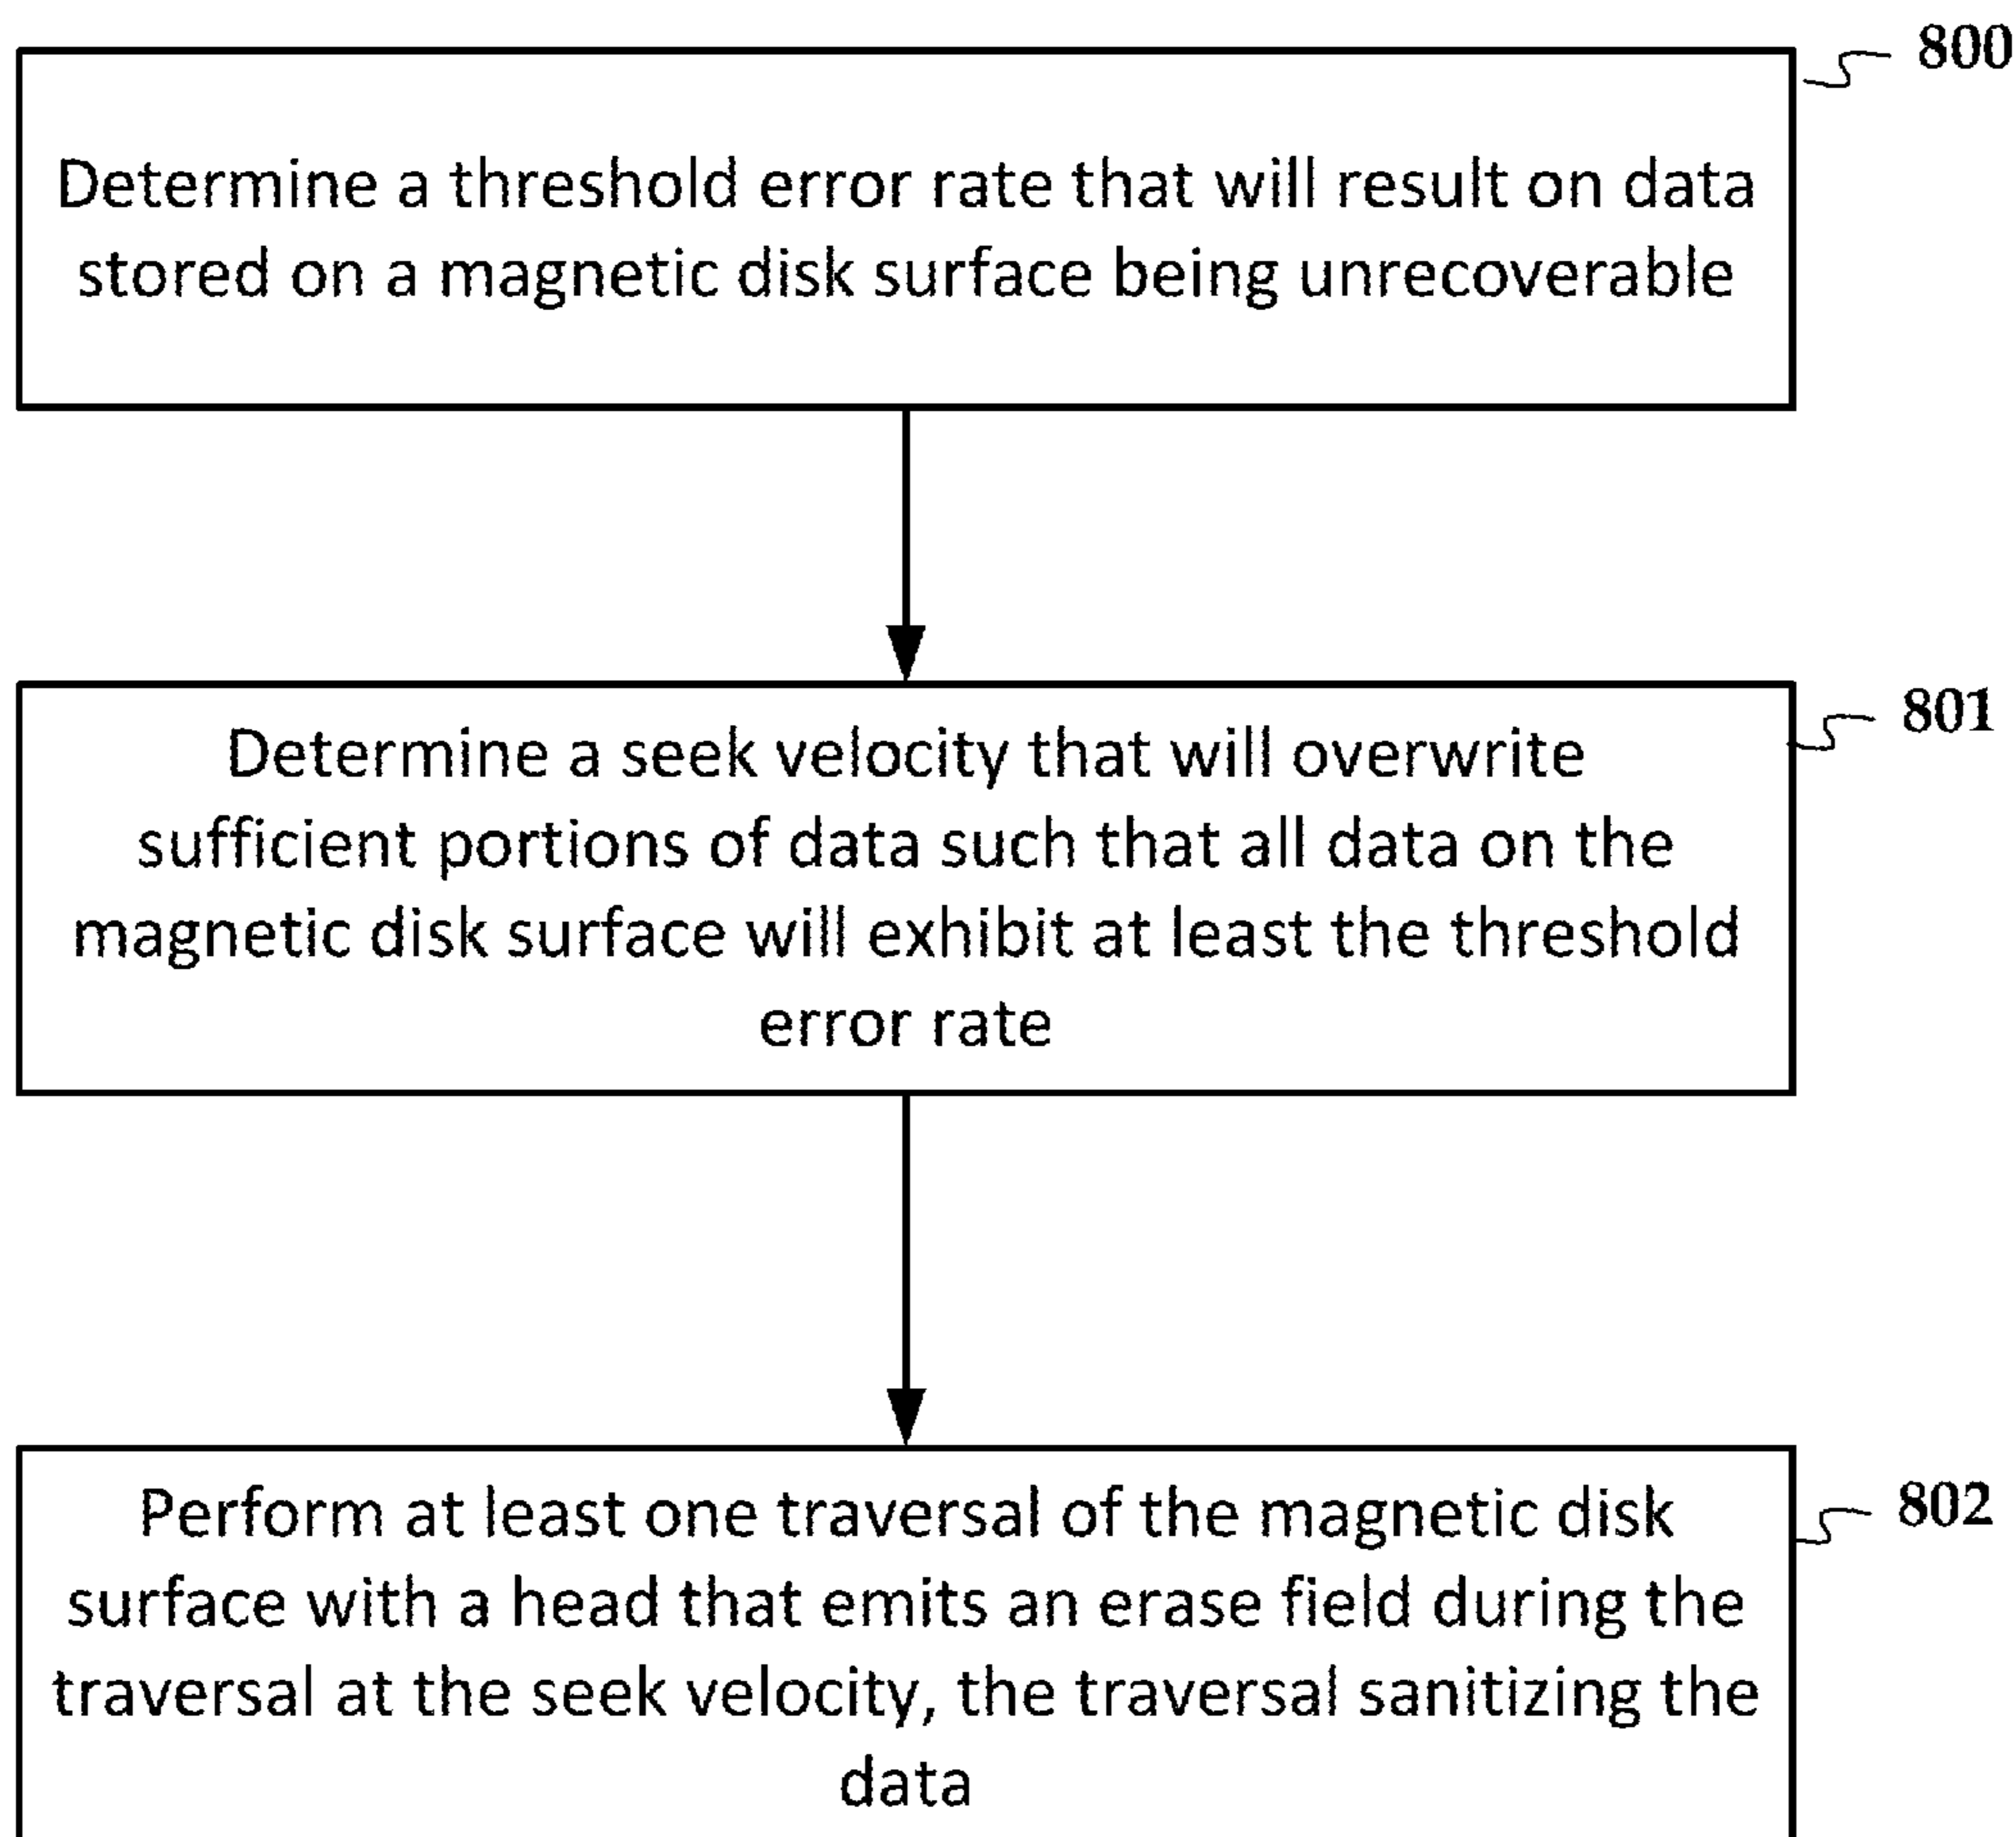 800
Determine a threshold error rate that will result on data
stored on a magnetic disk surface being unrecoverable
801
Determine a seek velocity that will overwrite
sufficient portions of data such that all data on the
magnetic disk surface will exhibit at least the threshold
error rate
802
Perform at least one traversal of the magnetic disk
surface with a head that emits an erase field during the
traversal at the seek velocity, the traversal sanitizing the
data